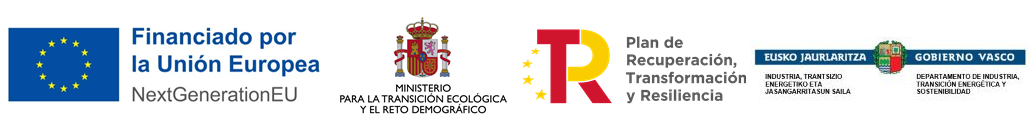 Financiado por
la Unión Europea
NextGenerationEU
MINISTERIO
PARA LA TRANSICIÓN ECOLÓGICA
Y EL RETO DEMOGRÁFICO
TR
Plan de
Recuperación,
Transformación
y Resiliencia
EUSKO JAURLARITZA
GOBIERNO VASCO
INDUSTRIA, TRANTSIZIO
ENERGETIKO ETA
JASANGARRITASUN SAILA
DEPARTAMENTO DE INDUSTRIA,
TRANSICIÓN ENERGÉTICA Y
SOSTENIBILIDAD